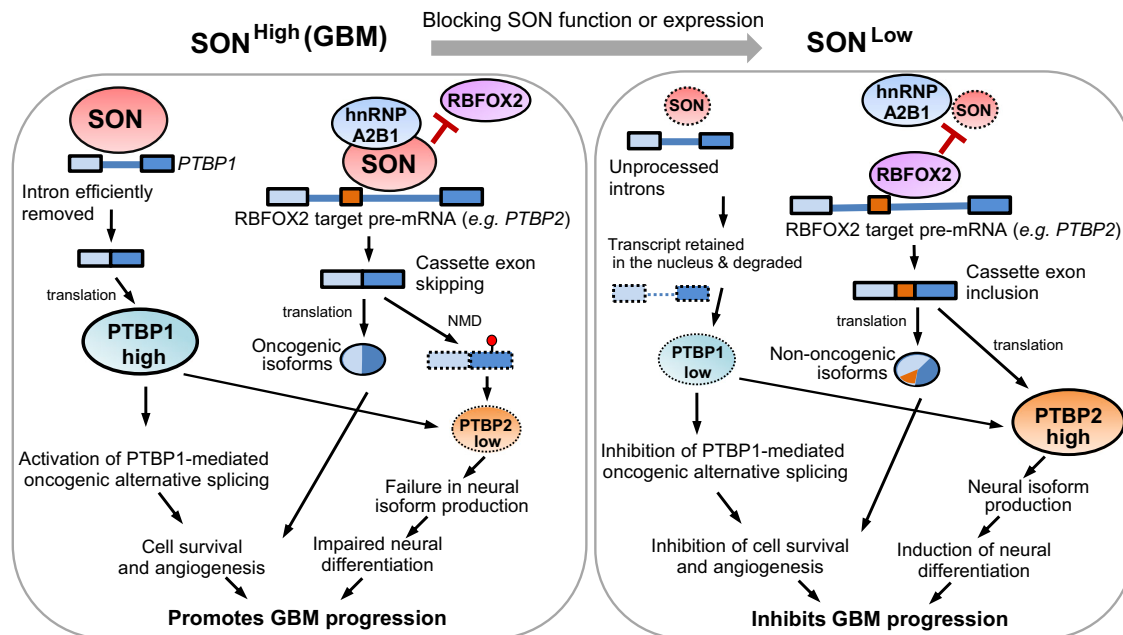 Blocking SON function or expression
SON High (GBM)
SON Low
SON
PTBP1
Intron efficiently
removed
translation
PTBP1
high
Activation of PTBP1-mediated
oncogenic alternative splicing
Cell survival
and angiogenesis
hnRNP
A2B1
SON
RBFOX2
RBFOX2 target pre-mRNA (e.g. PTBP2)
Cassette exon
skipping
translation
NMD
Oncogenic
isoforms
PTBP2
low
Failure in neural
isoform production
Impaired neural
differentiation
Promotes GBM progression
SON
Unprocessed
introns
Transcript retained
in the nucleus & degraded
PTBP1
low
Inhibition of PTBP1-mediated
oncogenic alternative splicing
Inhibition of cell survival
and angiogenesis
hnRNP
A2B1
SON
RBFOX2
RBFOX2 target pre-mRNA (e.g. PTBP2)
Cassette exon
inclusion
translation
translation
Non-oncogenic
isoforms
PTBP2
high
Neural isoform
production
Induction of neural
differentiation
Inhibits GBM progression